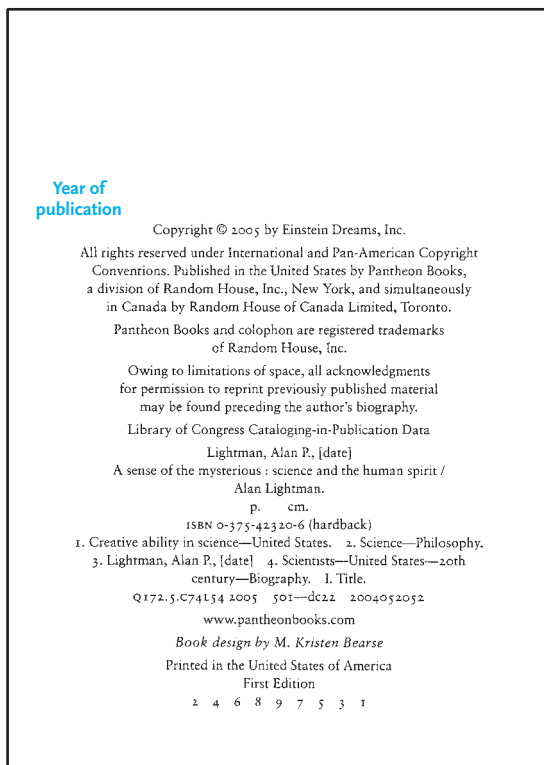 Year of
publication
Copyright © 2005 by Einstein Dreams, Inc.
All rights reserved under International and Pan-American Copyright
Conventions. Published in the United States by Pantheon Books,
a division of Random House, Inc., New York, and simultaneously
in Canada by Random House of Canada Limited, Toronto.
Pantheon Books and colophon are registered trademarks
of Random House, Inc.
Owing to limitations of space, all acknowledgments
for permission to reprint previously published material
may be found preceding the author's biography.
Library of Congress Cataloging-in-Publication Data
Lightman, Alan P., [date]
A sense of the mysterious : science and the human spirit /
Alan Lightman.
p. cm.
ISBN 0-375-42320-6 (hardback)
1. Creative ability in science—United States. 2. Science—Philosophy.
3. Lightman, Alan P., [date] 4. Scientists—United States—20th
century—Biography. I. Title.
Q172.5.C74L54 2005 501—dc22 2004052052
www.pantheonbooks.com
Book design by M. Kristen Bearse
Printed in the United States of America
First Edition
2 4 6 8 9 7 5 3 1